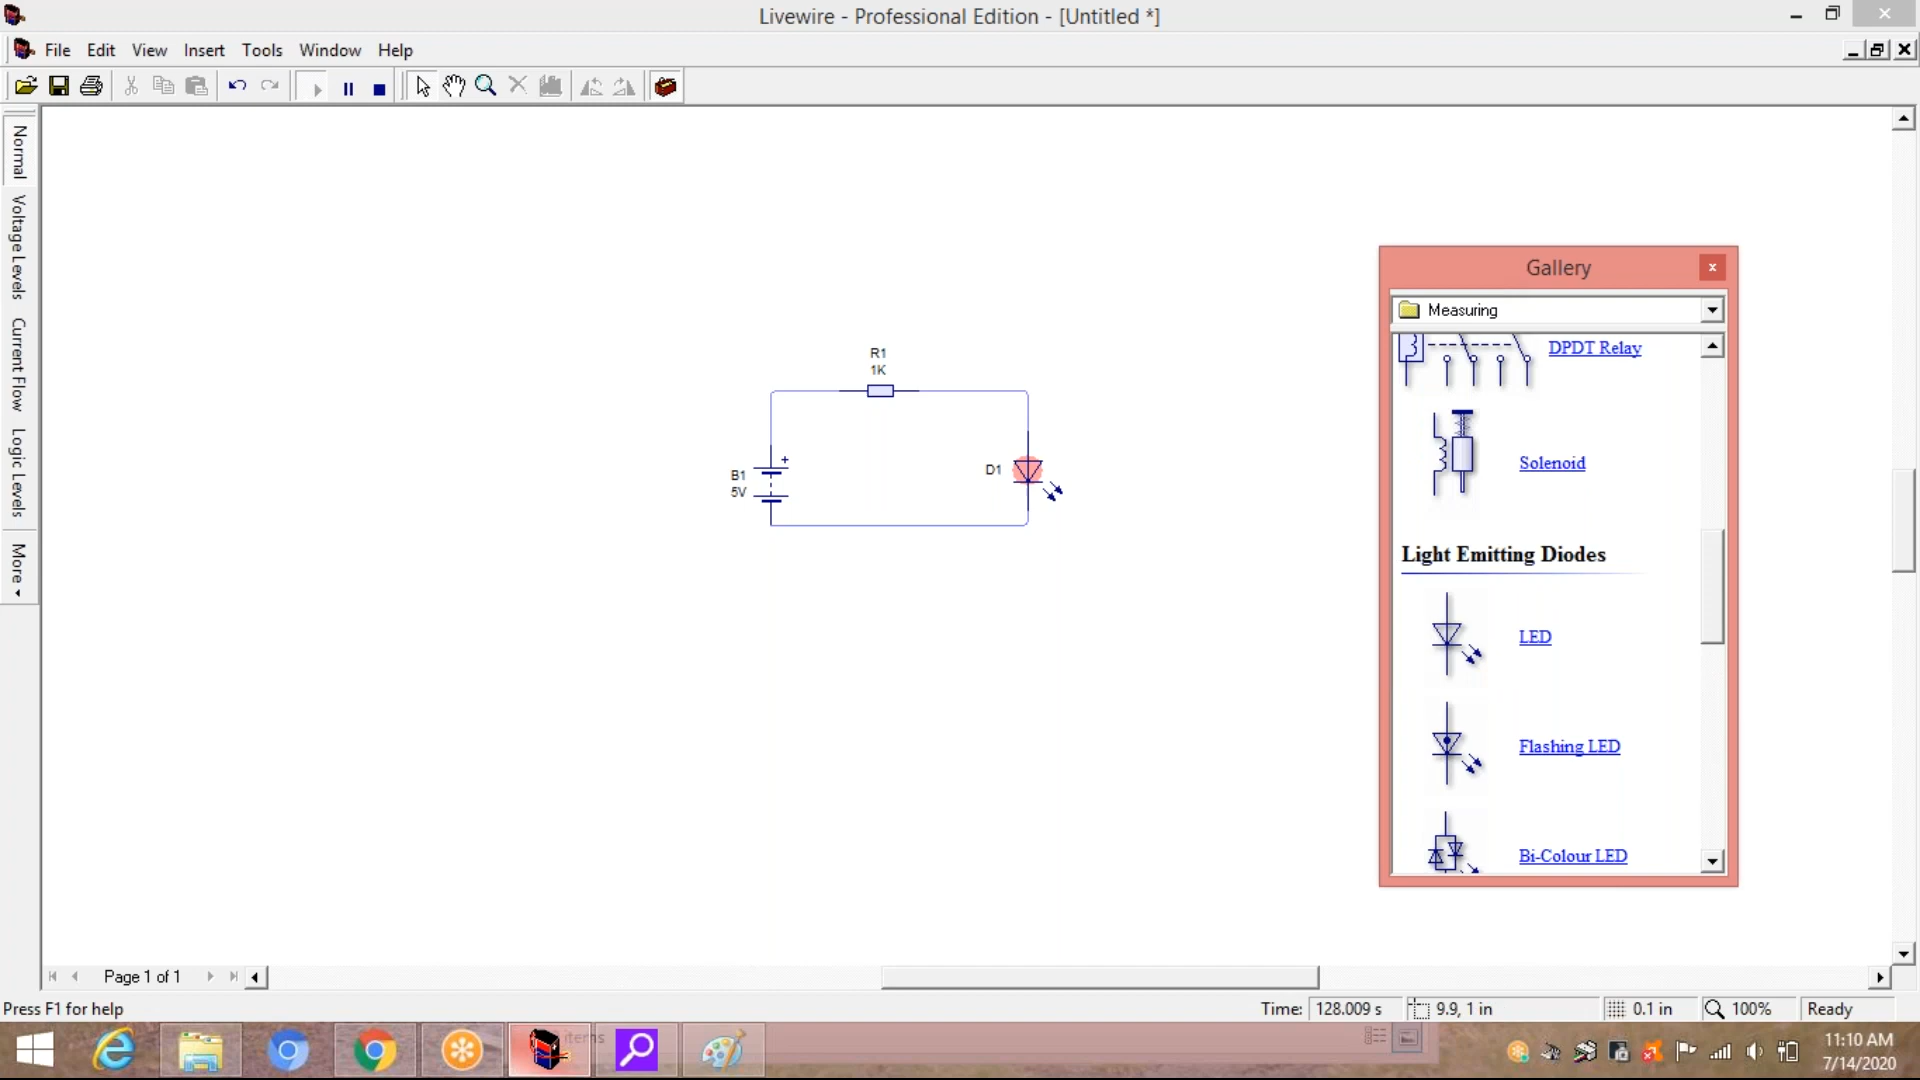 Livewire - Professional Edition - [Untitled *]
File Edit View Insert Tools Window Help
Normal
Voltage Levels
Current Flow
Logic Levels
More
R1
1K
B1
5V
+
D1
Gallery
Measuring
DPDT Relay
Solenoid
Light Emitting Diodes
LED
Flashing LED
Bi-Colour LED
Page 1 of 1
Press F1 for help
Time: 128.009 s 9.9, 1 in 0.1 in 100% Ready
items
11:10 AM
7/14/2020